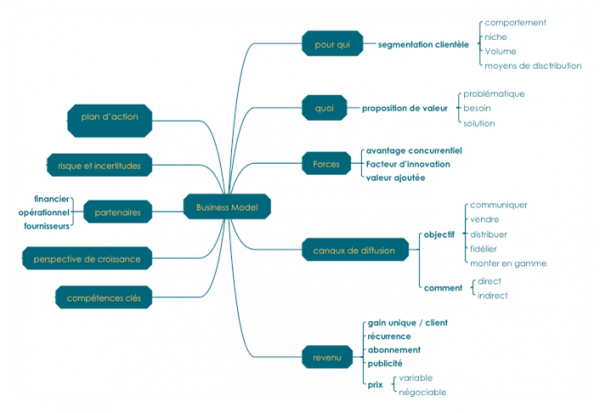 Business Model
pour qui
segmentation clientèle
comportement
niche
Volume
moyens de disctribution
quoi
proposition de valeur
problématique
besoin
solution
Forces
avantage concurrentiel
Facteur d'innovation
valeur ajoutée
canaux de diffusion
objectif
communiquer
vendre
distribuer
fidélier
monter en gamme
comment
direct
indirect
revenu
gain unique / client
récurrence
abonnement
publicité
prix
variable
négociable
plan d'action
risque et incertitudes
partenaires
financier
opérationnel
fournisseurs
perspective de croissance
compétences clés